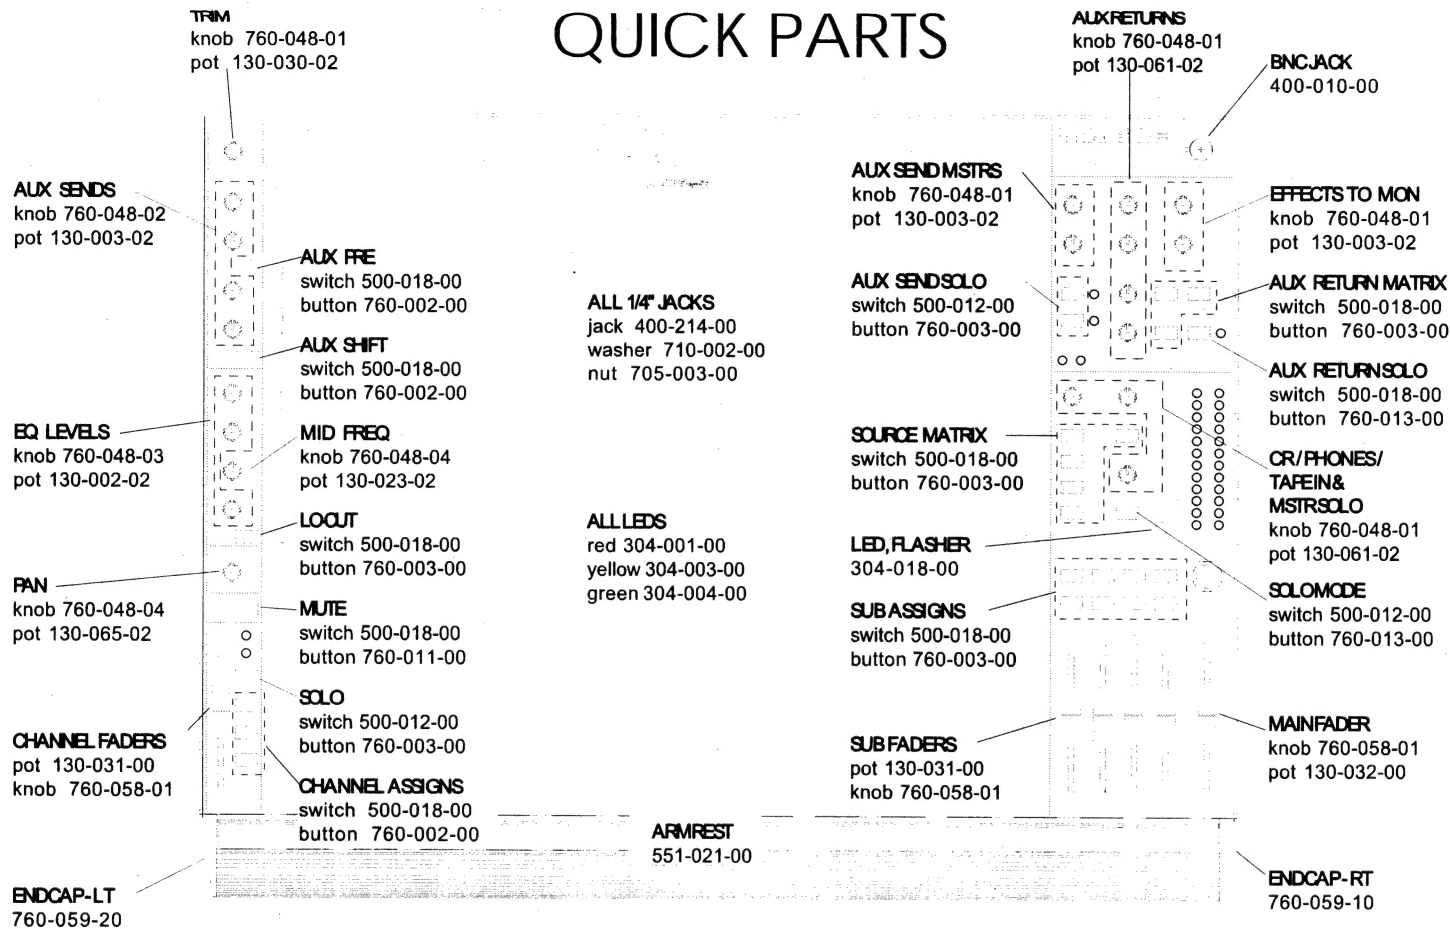 QUICK PARTS
TRIM
knob 760-048-01
pot 130-030-02
AUX SENDS
knob 760-048-02
pot 130-003-02
EQ LEVELS
knob 760-048-03
pot 130-002-02
PAN
knob 760-048-04
pot 130-065-02
CHANNEL FADERS
pot 130-031-00
knob 760-058-01
ENDCAP-LT
760-059-20
AUX PRE
switch 500-018-00
button 760-002-00
AUX SHIFT
switch 500-018-00
button 760-002-00
MID FREQ
knob 760-048-04
pot 130-023-02
LOCUT
switch 500-018-00
button 760-003-00
MUTE
switch 500-018-00
button 760-011-00
SOLO
switch 500-012-00
button 760-003-00
CHANNEL ASSIGNS
switch 500-018-00
button 760-002-00
ALL 1/4" JACKS
jack 400-214-00
washer 710-002-00
nut 705-003-00
ALL LEDS
red 304-001-00
yellow 304-003-00
green 304-004-00
ARMREST
551-021-00
AUX RETURNS
knob 760-048-01
pot 130-061-02
AUX SEND MSTRS
knob 760-048-01
pot 130-003-02
AUX SEND SOLO
switch 500-012-00
button 760-003-00
SOURCE MATRIX
switch 500-018-00
button 760-003-00
LED, FLASHER
304-018-00
SUB ASSIGNS
switch 500-018-00
button 760-003-00
SUB FADERS
pot 130-031-00
knob 760-058-01
BNC JACK
400-010-00
EFFECTS TO MON
knob 760-048-01
pot 130-003-02
AUX RETURN MATRIX
switch 500-018-00
button 760-003-00
AUX RETURN SOLO
switch 500-018-00
button 760-013-00
CR/PHONES/
TAPE IN &
MSTR SOLO
knob 760-048-01
pot 130-061-02
SOLO MODE
switch 500-012-00
button 760-013-00
MAIN FADER
knob 760-058-01
pot 130-032-00
ENDCAP-RT
760-059-10